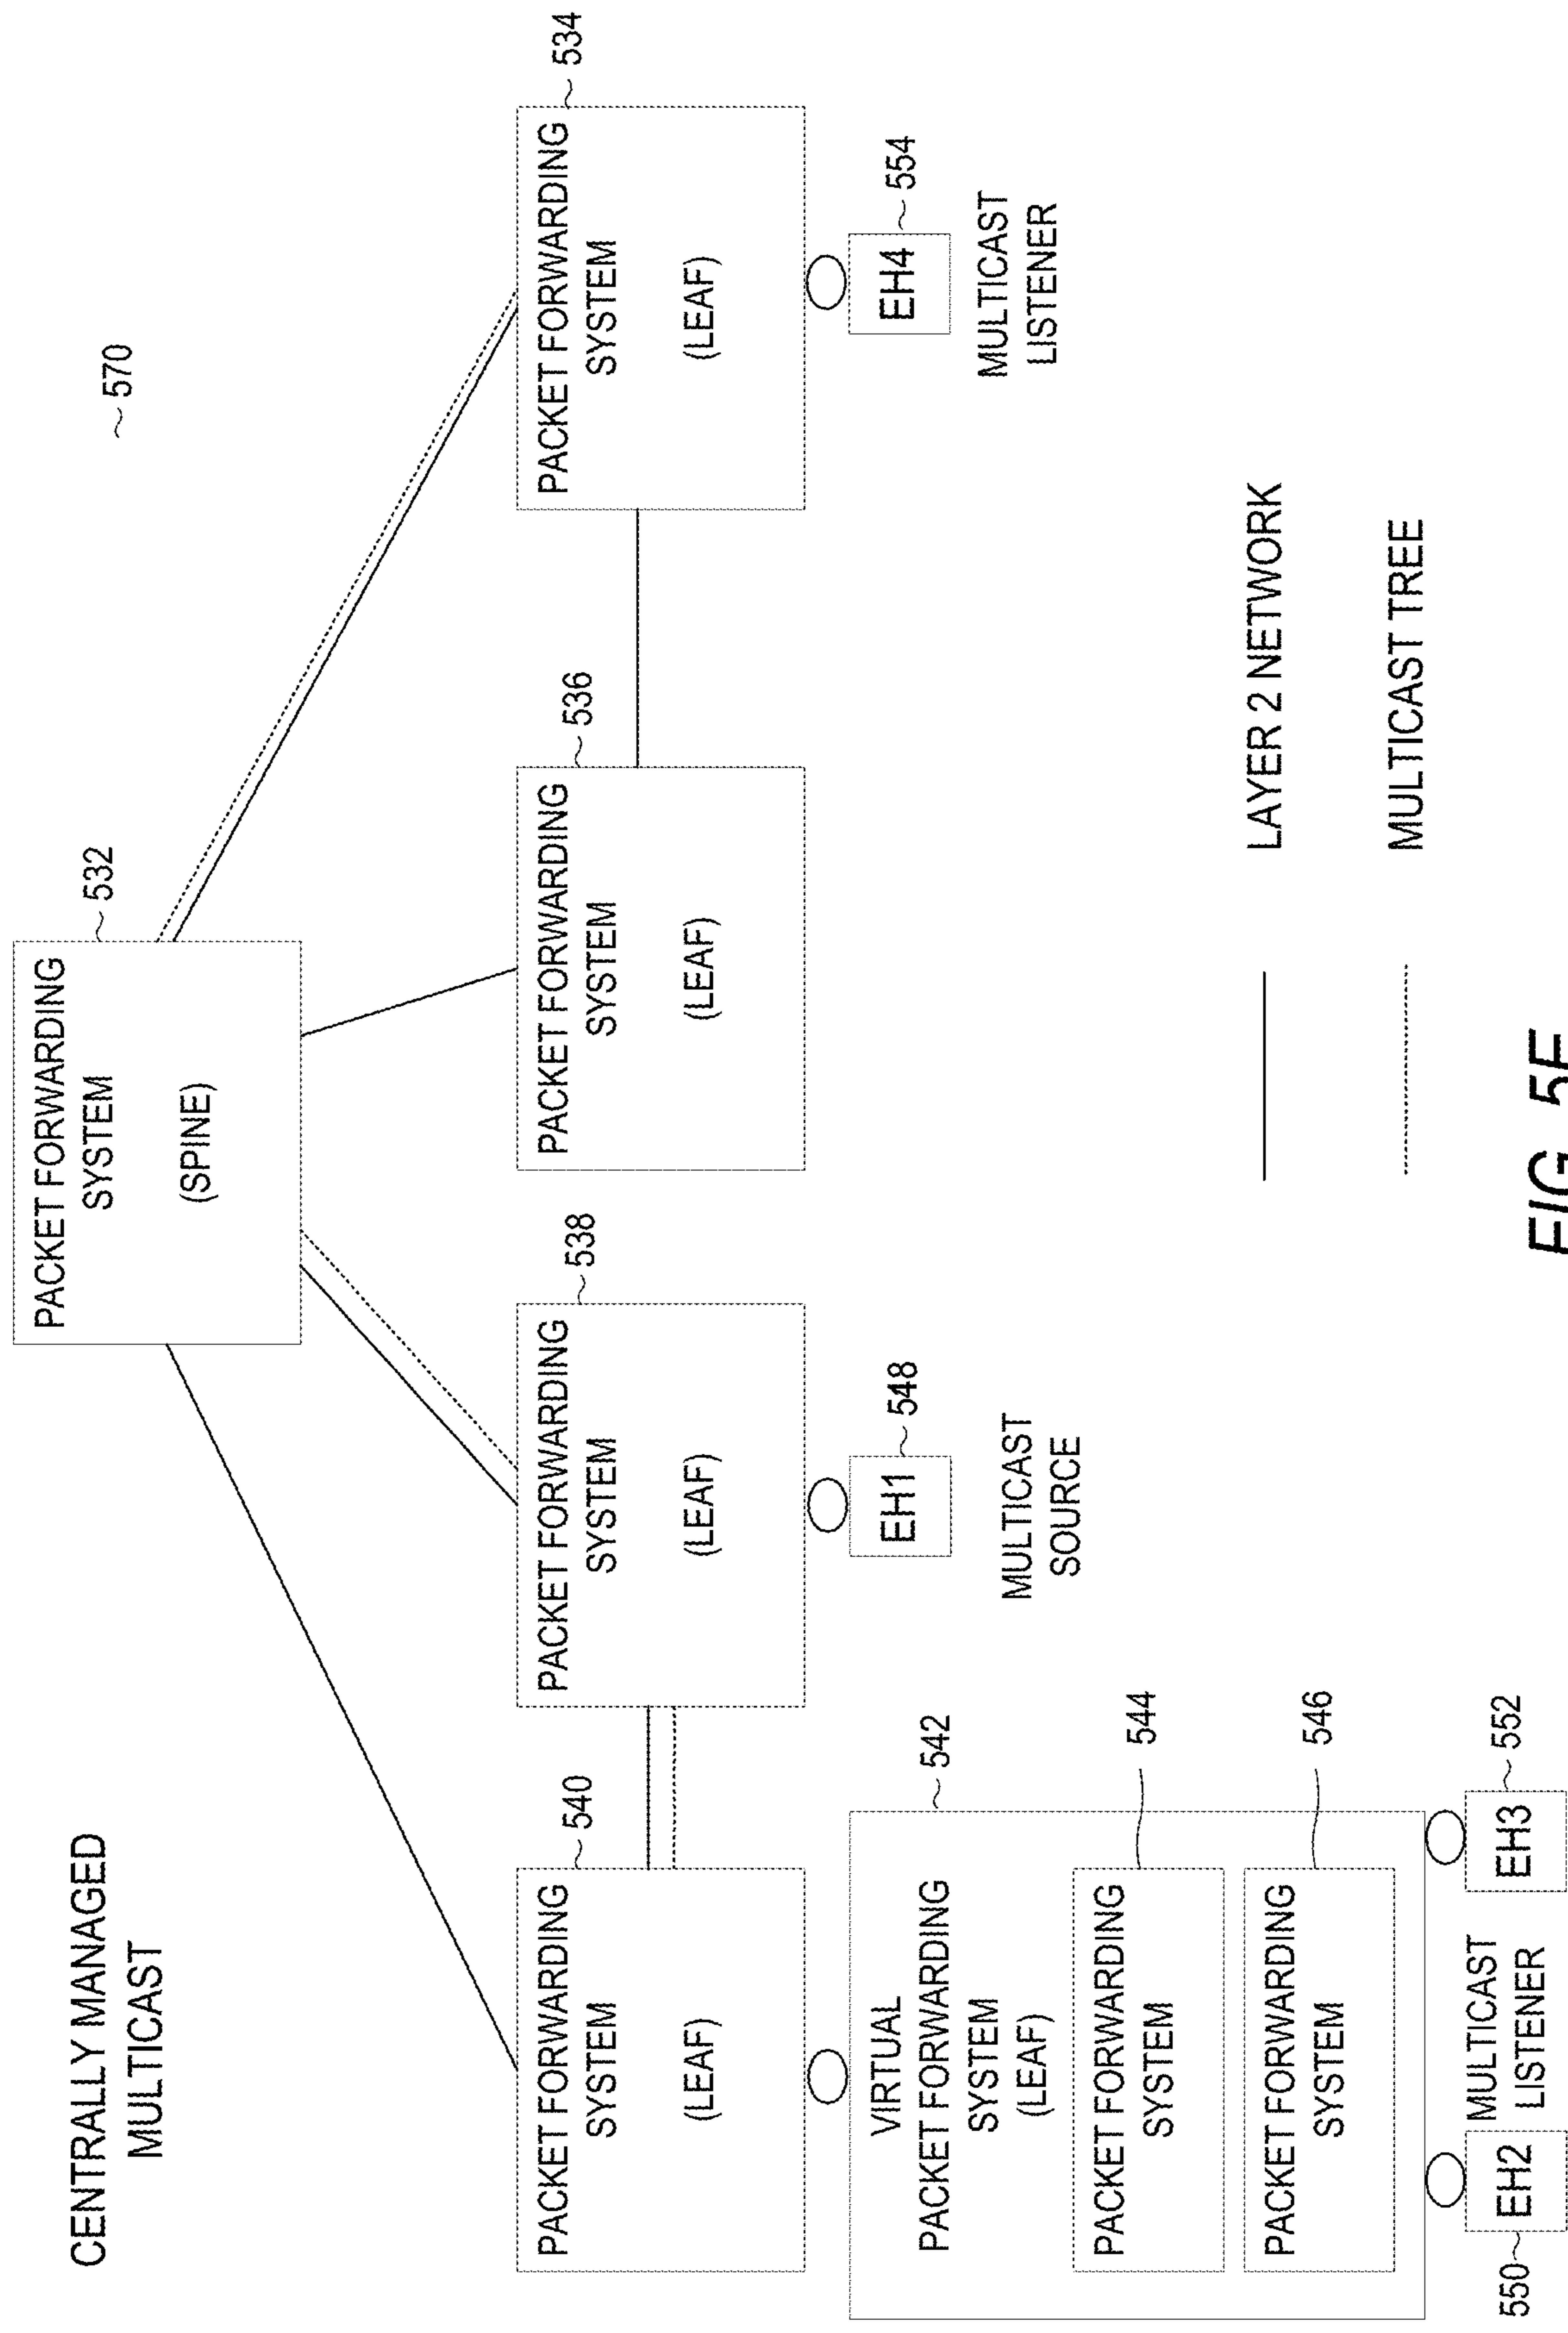 CENTRALLY MANAGED
MULTICAST
570
PACKET FORWARDING
SYSTEM
(SPINE)
532
PACKET FORWARDING
SYSTEM
(LEAF)
540
PACKET FORWARDING
SYSTEM
(LEAF)
538
PACKET FORWARDING
SYSTEM
(LEAF)
536
PACKET FORWARDING
SYSTEM
(LEAF)
534
VIRTUAL
PACKET FORWARDING
SYSTEM
(LEAF)
542
PACKET FORWARDING
SYSTEM
544
PACKET FORWARDING
SYSTEM
546
EH1
548
MULTICAST
SOURCE
EH4
554
MULTICAST
LISTENER
550
EH2
MULTICAST
LISTENER
EH3
552
LAYER 2 NETWORK
MULTICAST TREE